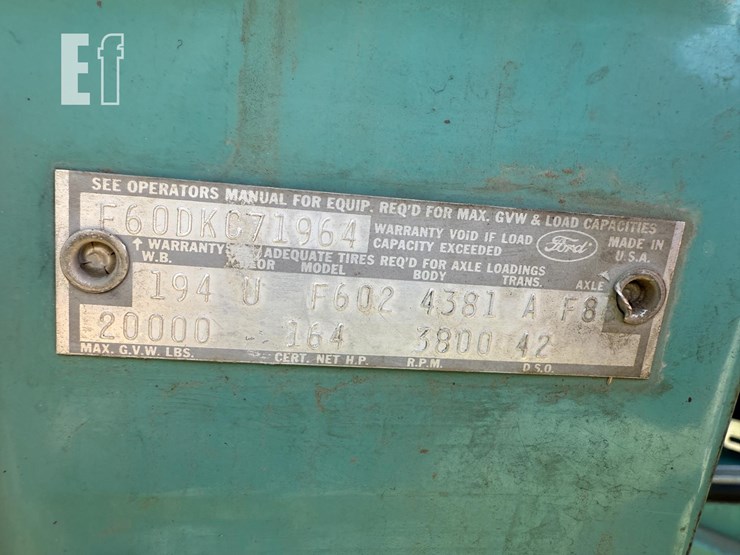 Ef
SEE OPERATORS MANUAL FOR EQUIP. REQ'D FOR MAX. GVW & LOAD CAPACITIES
F60DKC71964 WARRANTY VOID IF LOAD CAPACITY EXCEEDED Ford MADE IN U.S.A.
WARRANTY ADEQUATE TIRES REQ'D FOR AXLE LOADINGS
W.B. MODEL BODY TRANS. AXLE
194 U F602 4381 A F8
20000 164 3800 42
MAX. G.V.W. LBS. CERT. NET H.P. R.P.M. D.S.O.